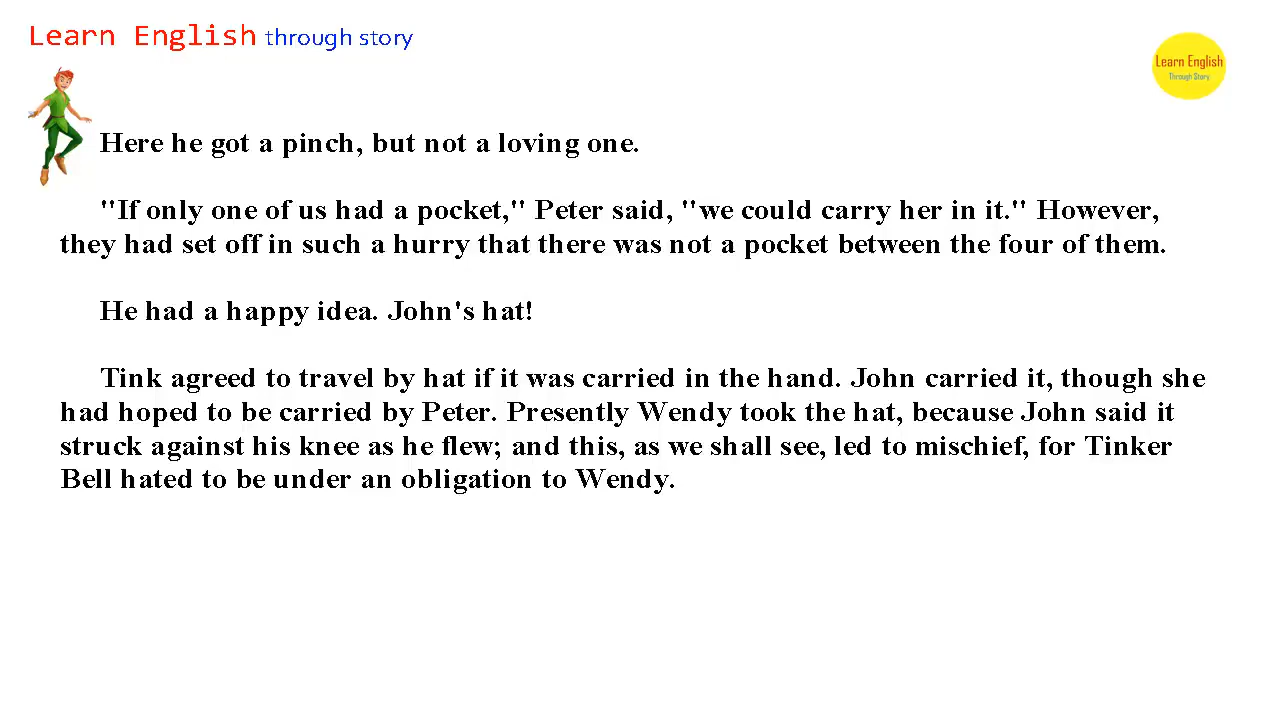 Learn English through story
Learn English
Through Story
Here he got a pinch, but not a loving one.
"If only one of us had a pocket," Peter said, "we could carry her in it." However,
they had set off in such a hurry that there was not a pocket between the four of them.
He had a happy idea. John's hat!
Tink agreed to travel by hat if it was carried in the hand. John carried it, though she
had hoped to be carried by Peter. Presently Wendy took the hat, because John said it
struck against his knee as he flew; and this, as we shall see, led to mischief, for Tinker
Bell hated to be under an obligation to Wendy.